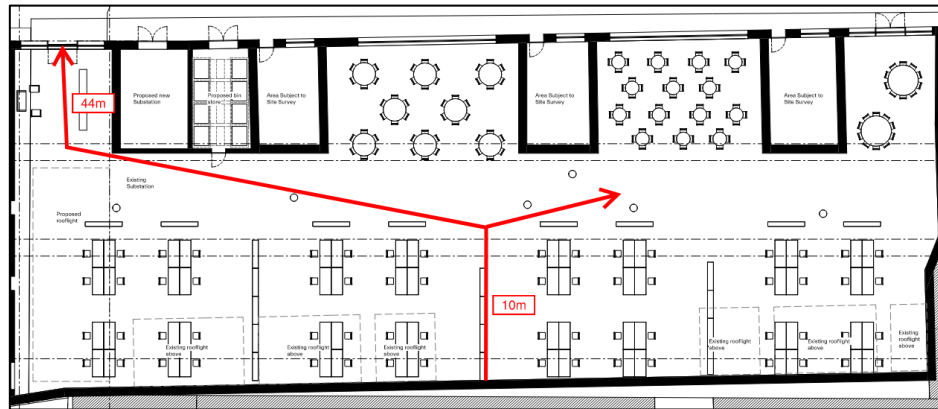 44m
Proposed new
Substation
Proposed bin
store
Area Subject to
Site Survey
Area Subject to
Site Survey
Area Subject to
Site Survey
Existing
Substation
Proposed
rooflight
10m
Existing rooflight
above
Existing rooflight
above
Existing rooflight
above
Existing rooflight
above
Existing rooflight
above
Existing
rooflight
above